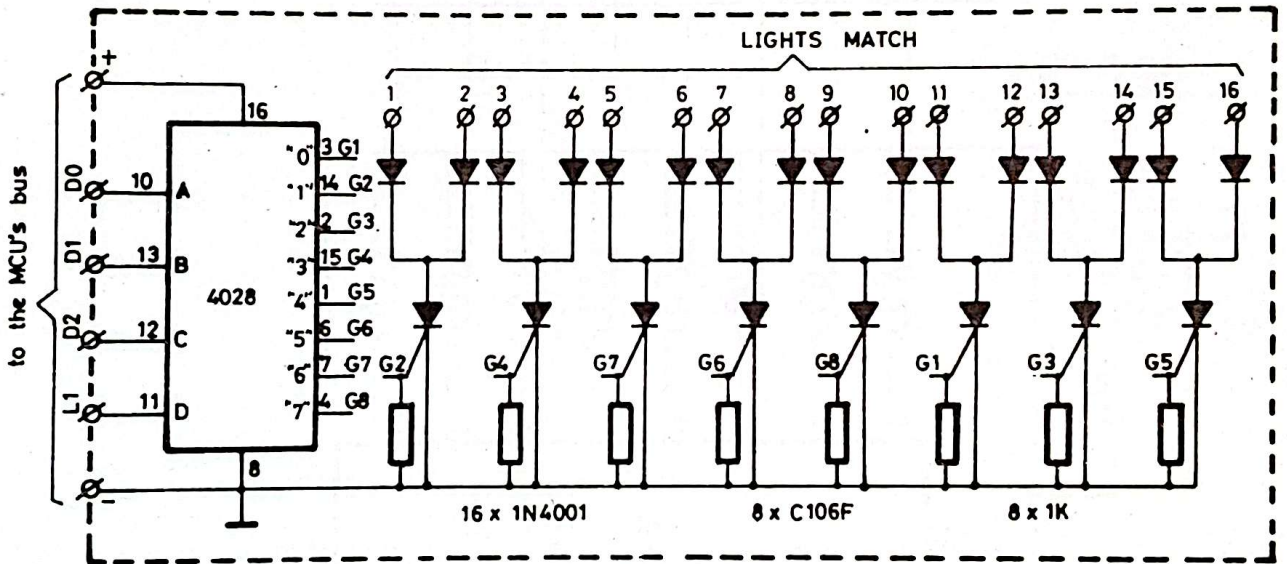 LIGHTS MATCH
1 2 3 4 5 6 7 8 9 10 11 12 13 14 15 16
to the MCU's bus
+
D0
D1
D2
L1
-
16
10 A
13 B
12 C
11 D
4028
8
"0" 3 G1
"1" 14 G2
"2" 2 G3
"3" 15 G4
"4" 1 G5
"5" 6 G6
"6" 7 G7
"7" 4 G8
G2 G4 G7 G6 G8 G1 G3 G5
16 x 1N4001 8 x C106F 8 x 1K